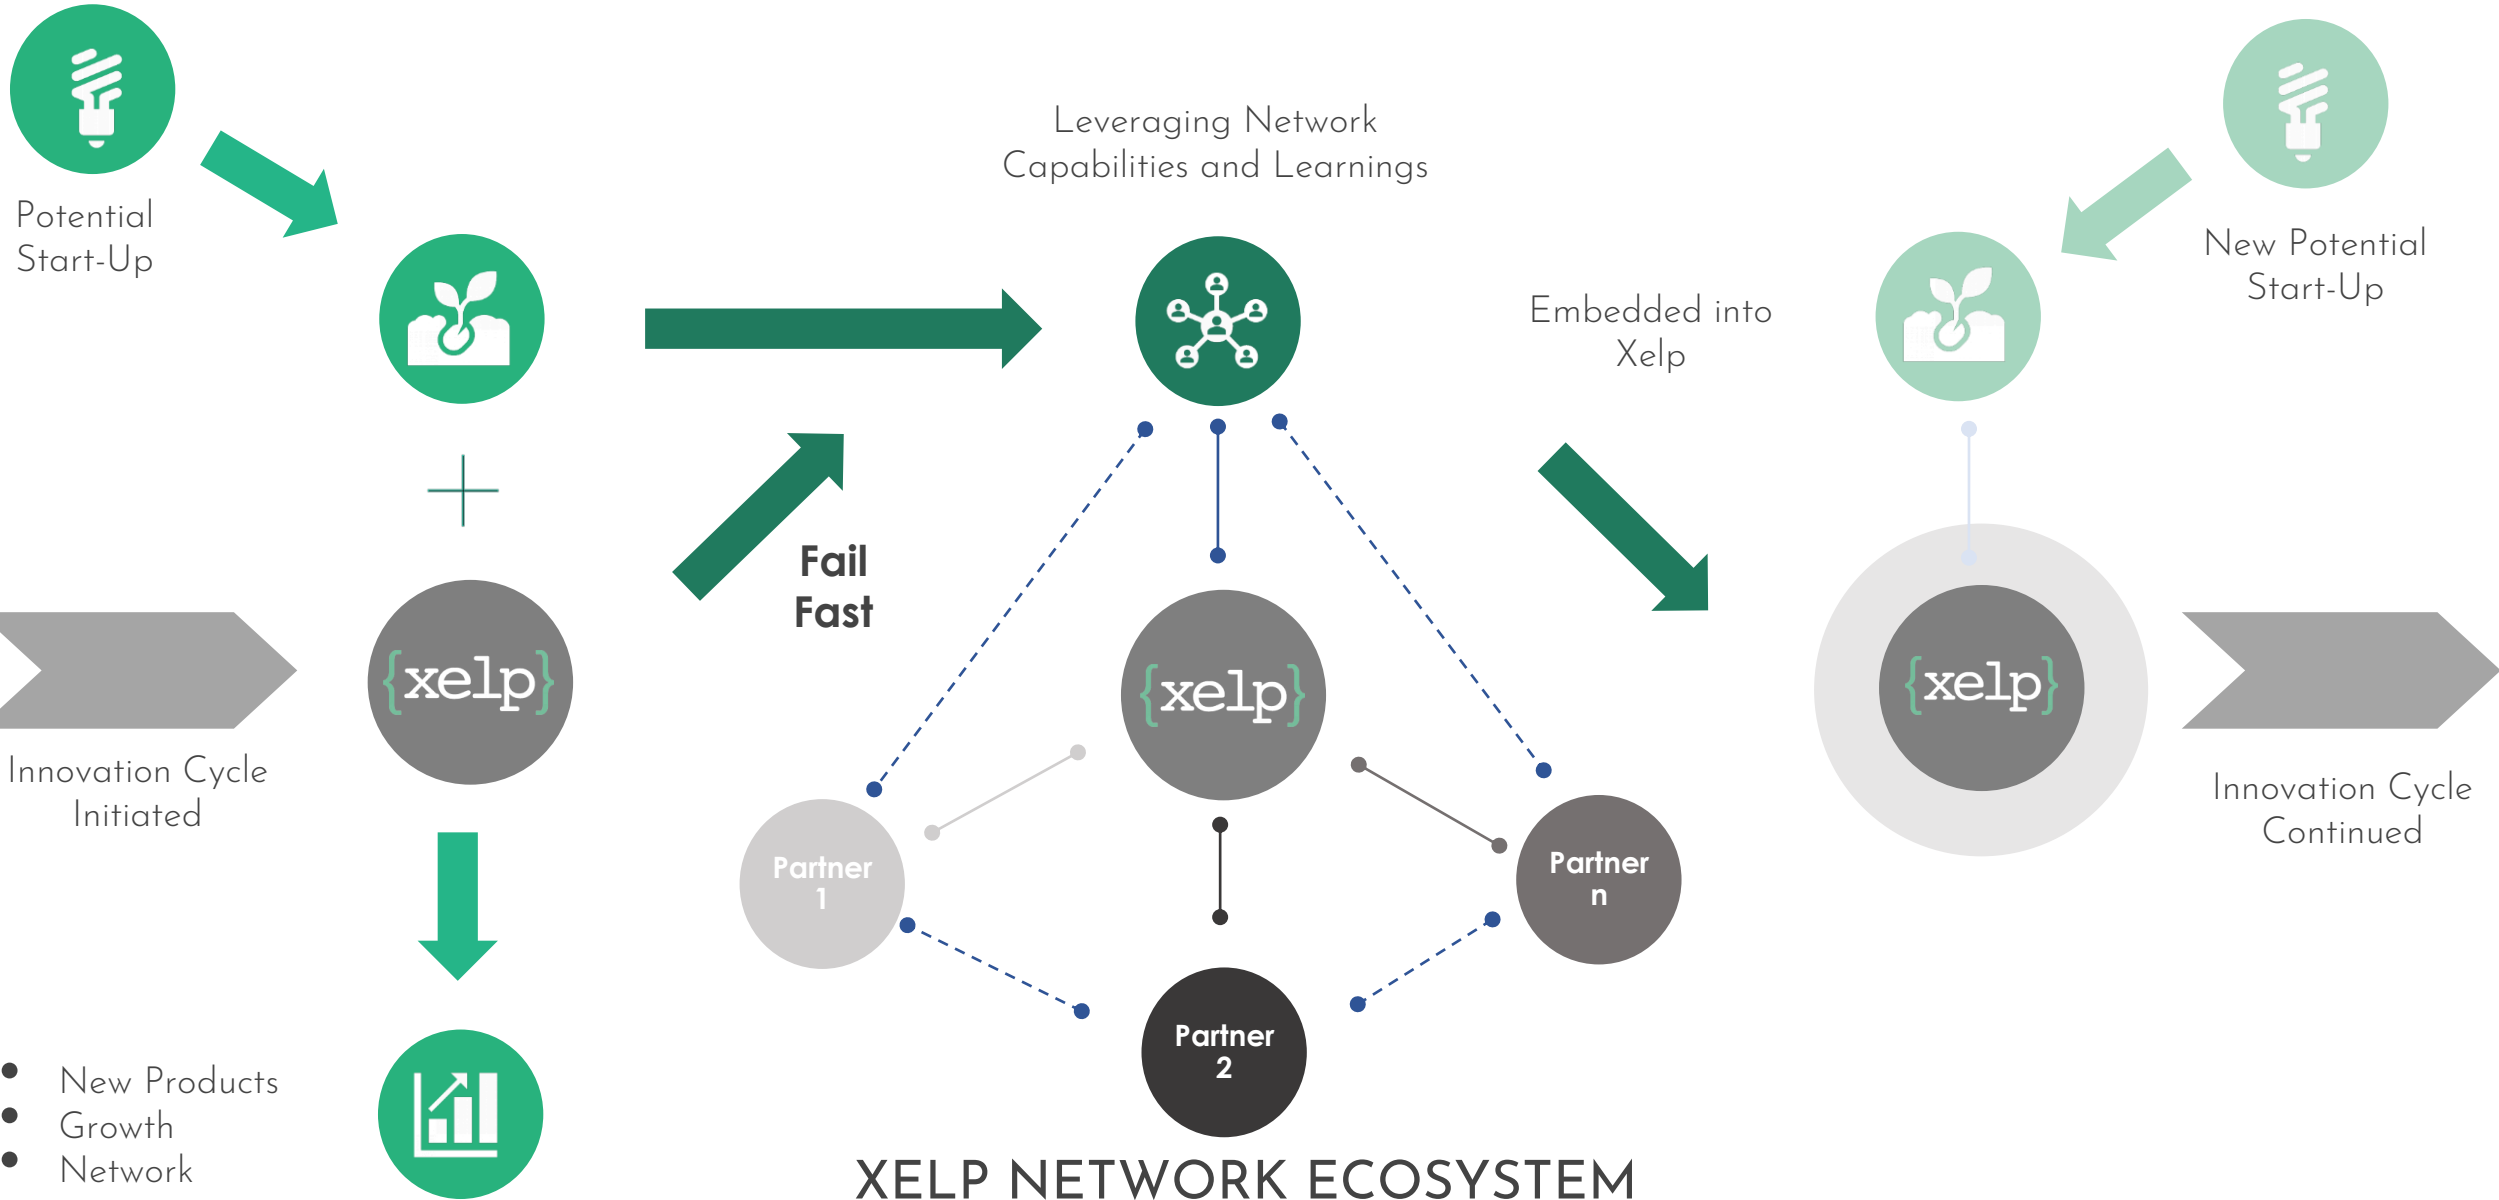 Potential
Start-Up
Leveraging Network
Capabilities and Learnings
New Potential
Start-Up
Embedded into
Xelp
Fail
Fast
{xelp}
{xelp}
{xelp}
Innovation Cycle
Initiated
Innovation Cycle
Continued
Partner
1
Partner
n
Partner
2
• New Products
• Growth
• Network
XELP NETWORK ECOSYSTEM